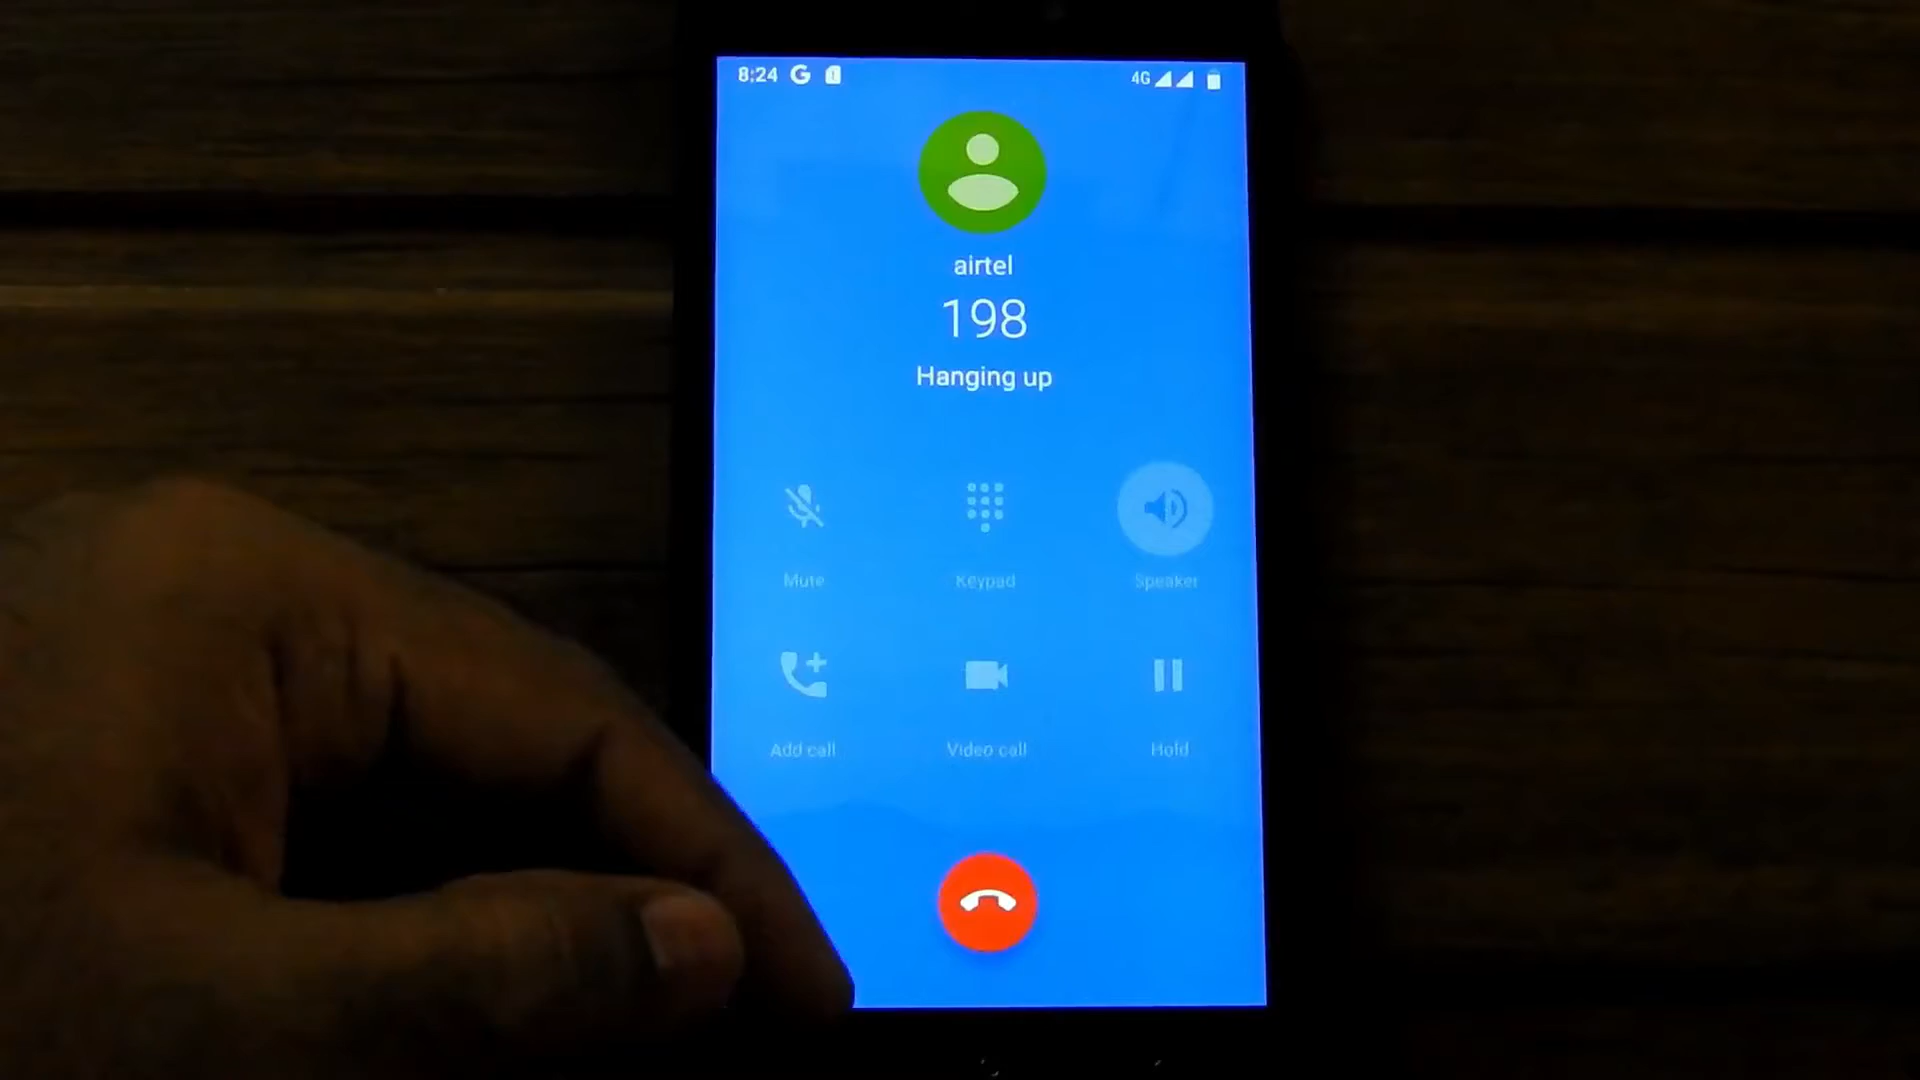 8:24 G 4G
airtel
198
Hanging up
Mute Keypad Speaker
Add call Video call Hold